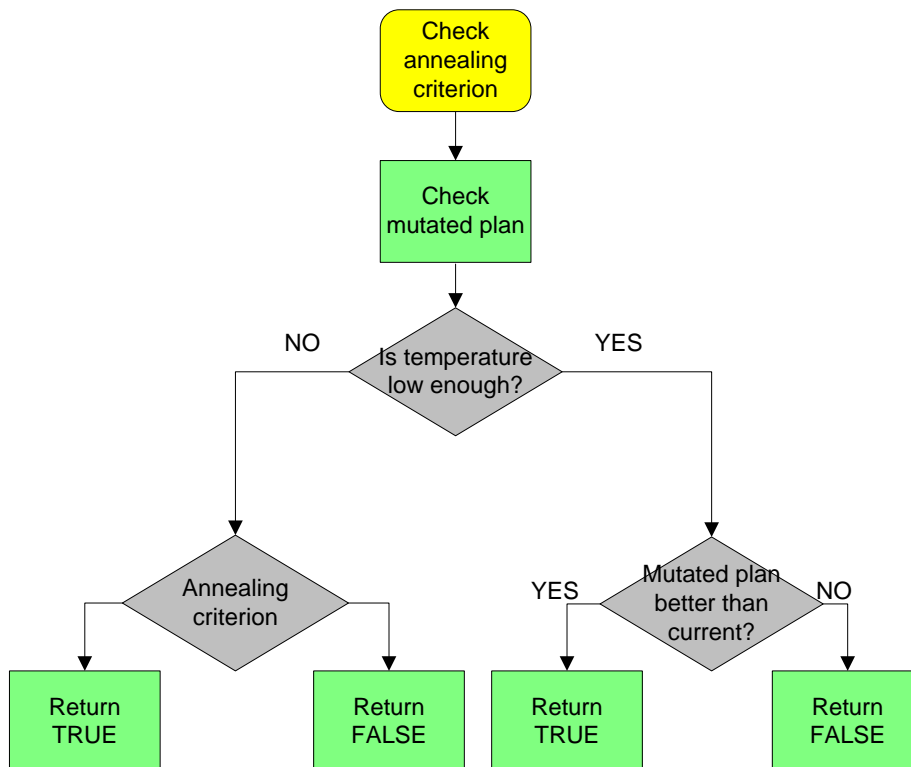 Check
annealing
criterion
Check
mutated plan
NO
YES
Is temperature
low enough?
Annealing
criterion
YES
Mutated plan
better than
current?
NO
Return
TRUE
Return
FALSE
Return
TRUE
Return
FALSE